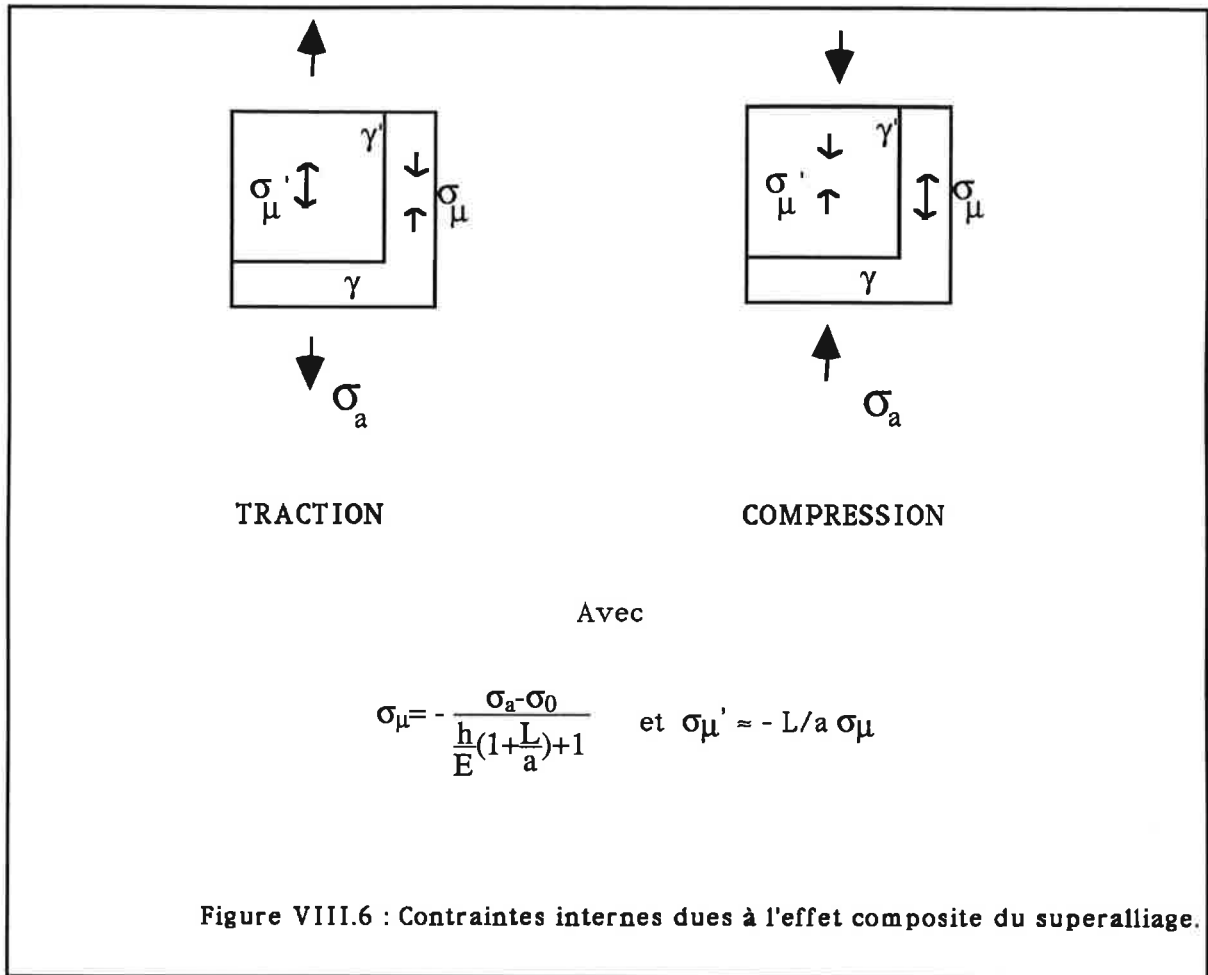 γ' γ'
σμ' σμ σμ' σμ
γ γ
σa σa
TRACTION COMPRESSION
Avec
σμ= - (σa-σ0) / (h/E(1+L/a)+1) et σμ' ≈ - L/a σμ
Figure VIII.6 : Contraintes internes dues à l'effet composite du superalliage.